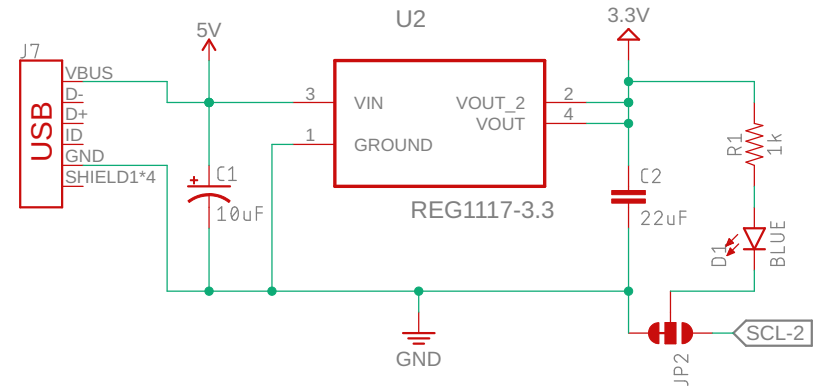 U2
3.3V
5V
J7
USB
VBUS
D-
D+
ID
GND
SHIELD1*4
3
VIN
1
GROUND
VOUT_2
2
VOUT
4
REG1117-3.3
+
C1
10uF
C2
22uF
R1
1k
D1
BLUE
GND
JP2
SCL-2